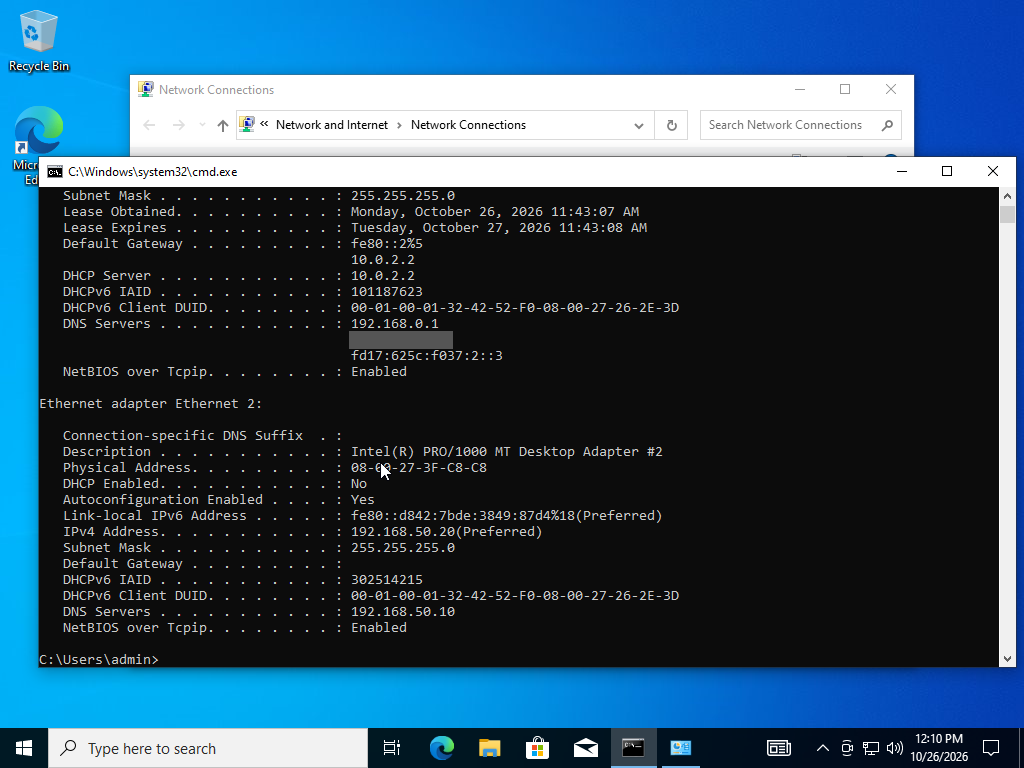 Recycle Bin
Network Connections
« Network and Internet › Network Connections
Search Network Connections
C:\Windows\system32\cmd.exe
Subnet Mask . . . . . . . . . . . : 255.255.255.0
Lease Obtained. . . . . . . . . . : Monday, October 26, 2026 11:43:07 AM
Lease Expires . . . . . . . . . . : Tuesday, October 27, 2026 11:43:08 AM
Default Gateway . . . . . . . . . : fe80::2%5
10.0.2.2
DHCP Server . . . . . . . . . . . : 10.0.2.2
DHCPv6 IAID . . . . . . . . . . . : 101187623
DHCPv6 Client DUID. . . . . . . . : 00-01-00-01-32-42-52-F0-08-00-27-26-2E-3D
DNS Servers . . . . . . . . . . . : 192.168.0.1
fd17:625c:f037:2::3
NetBIOS over Tcpip. . . . . . . . : Enabled
Ethernet adapter Ethernet 2:
Connection-specific DNS Suffix  . :
Description . . . . . . . . . . . : Intel(R) PRO/1000 MT Desktop Adapter #2
Physical Address. . . . . . . . . : 08-00-27-3F-C8-C8
DHCP Enabled. . . . . . . . . . . : No
Autoconfiguration Enabled . . . . : Yes
Link-local IPv6 Address . . . . . : fe80::d842:7bde:3849:87d4%18(Preferred)
IPv4 Address. . . . . . . . . . . : 192.168.50.20(Preferred)
Subnet Mask . . . . . . . . . . . : 255.255.255.0
Default Gateway . . . . . . . . . :
DHCPv6 IAID . . . . . . . . . . . : 302514215
DHCPv6 Client DUID. . . . . . . . : 00-01-00-01-32-42-52-F0-08-00-27-26-2E-3D
DNS Servers . . . . . . . . . . . : 192.168.50.10
NetBIOS over Tcpip. . . . . . . . : Enabled
C:\Users\admin>
Type here to search
12:10 PM
10/26/2026